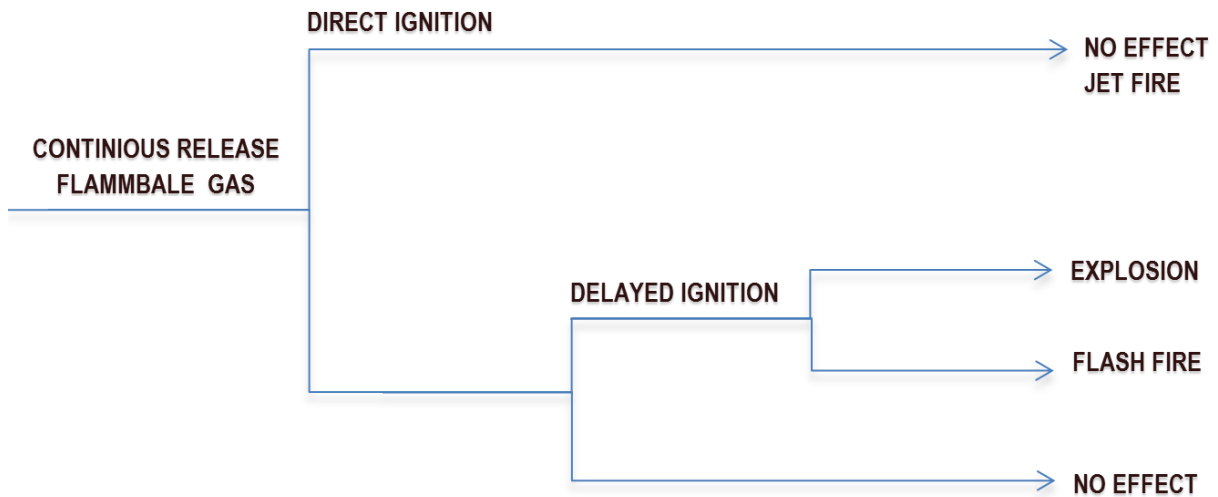 DIRECT IGNITION
NO EFFECT
JET FIRE
CONTINIOUS RELEASE
FLAMMBALE GAS
EXPLOSION
DELAYED IGNITION
FLASH FIRE
NO EFFECT